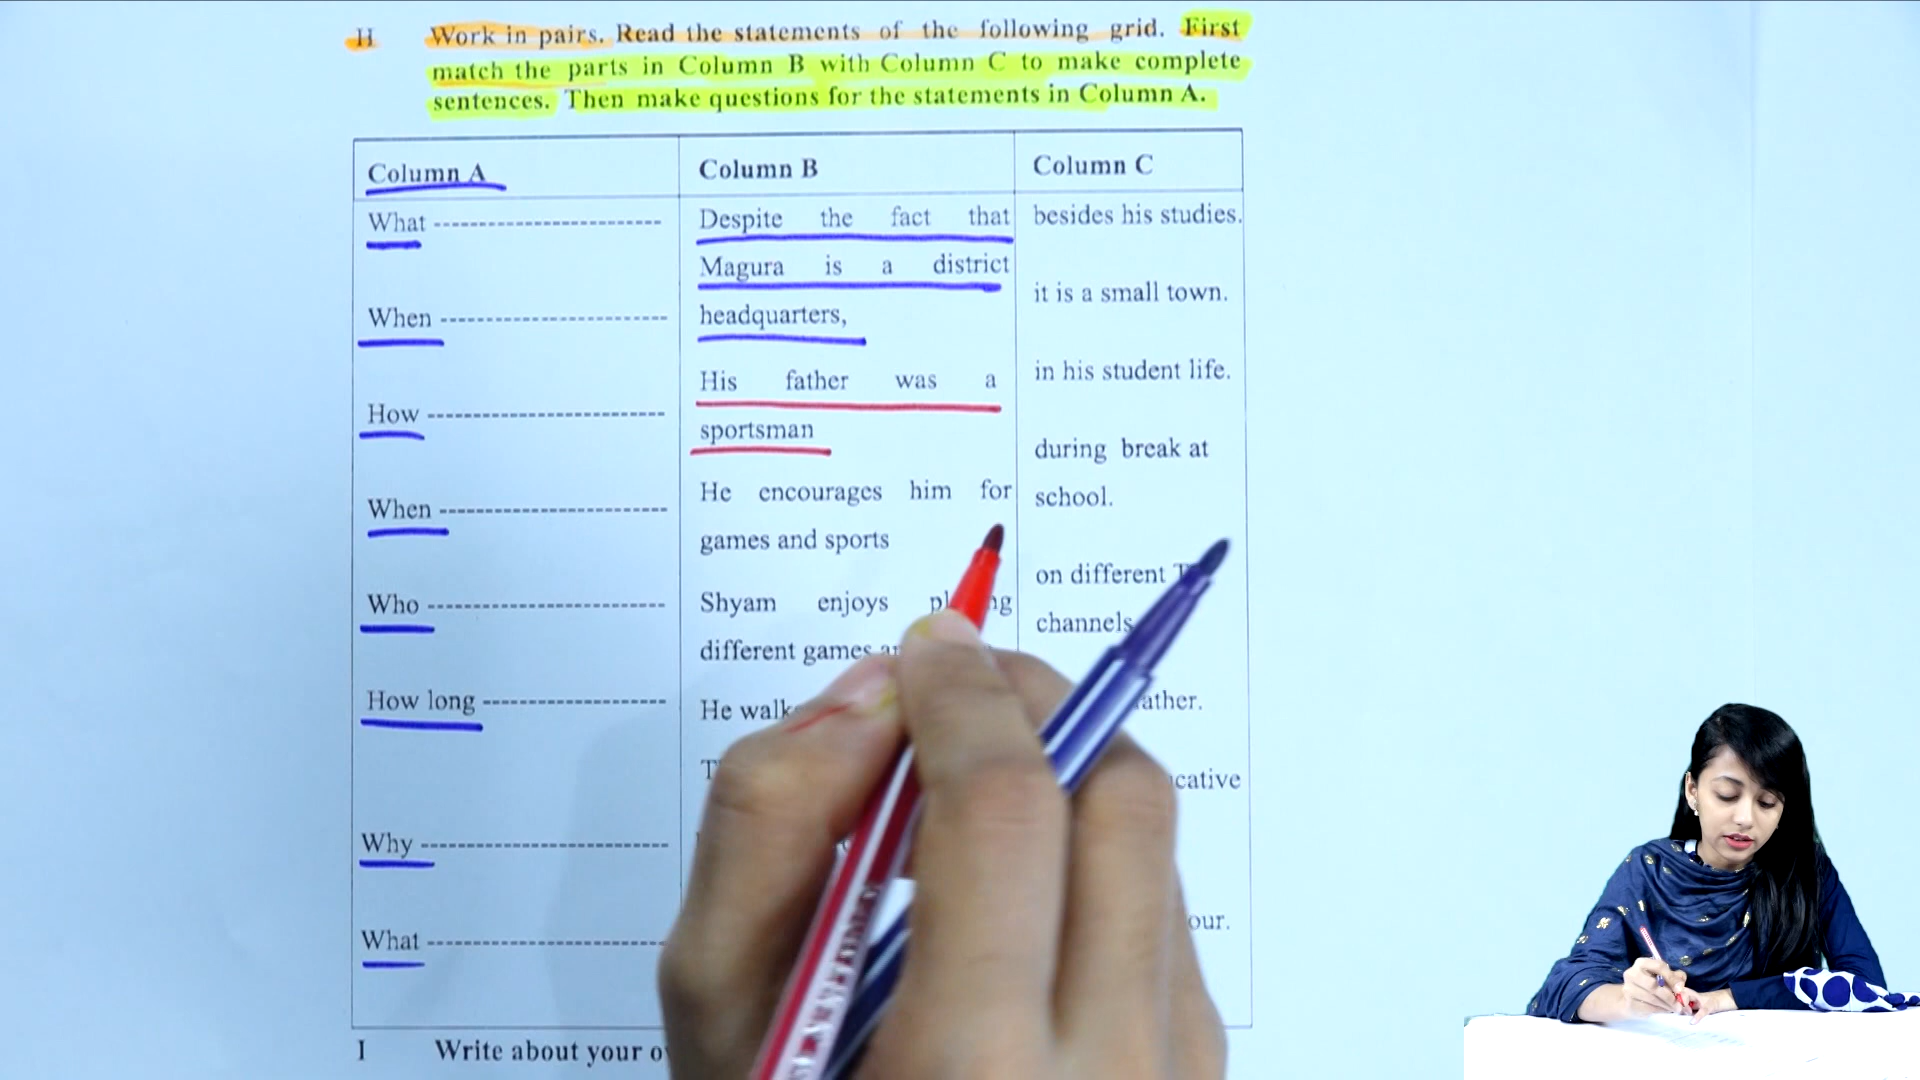 H Work in pairs. Read the statements of the following grid. First
match the parts in Column B with Column C to make complete
sentences. Then make questions for the statements in Column A.
Column A
What
When
How
When
Who
How long
Why
What
Column B
Despite the fact that
Magura is a district
headquarters,
His father was a
sportsman
He encourages him for
games and sports
Shyam enjoys
different games
He
Column C
besides his studies.
it is a small town.
in his student life.
during break at
school.
on different
channels
I Write about your